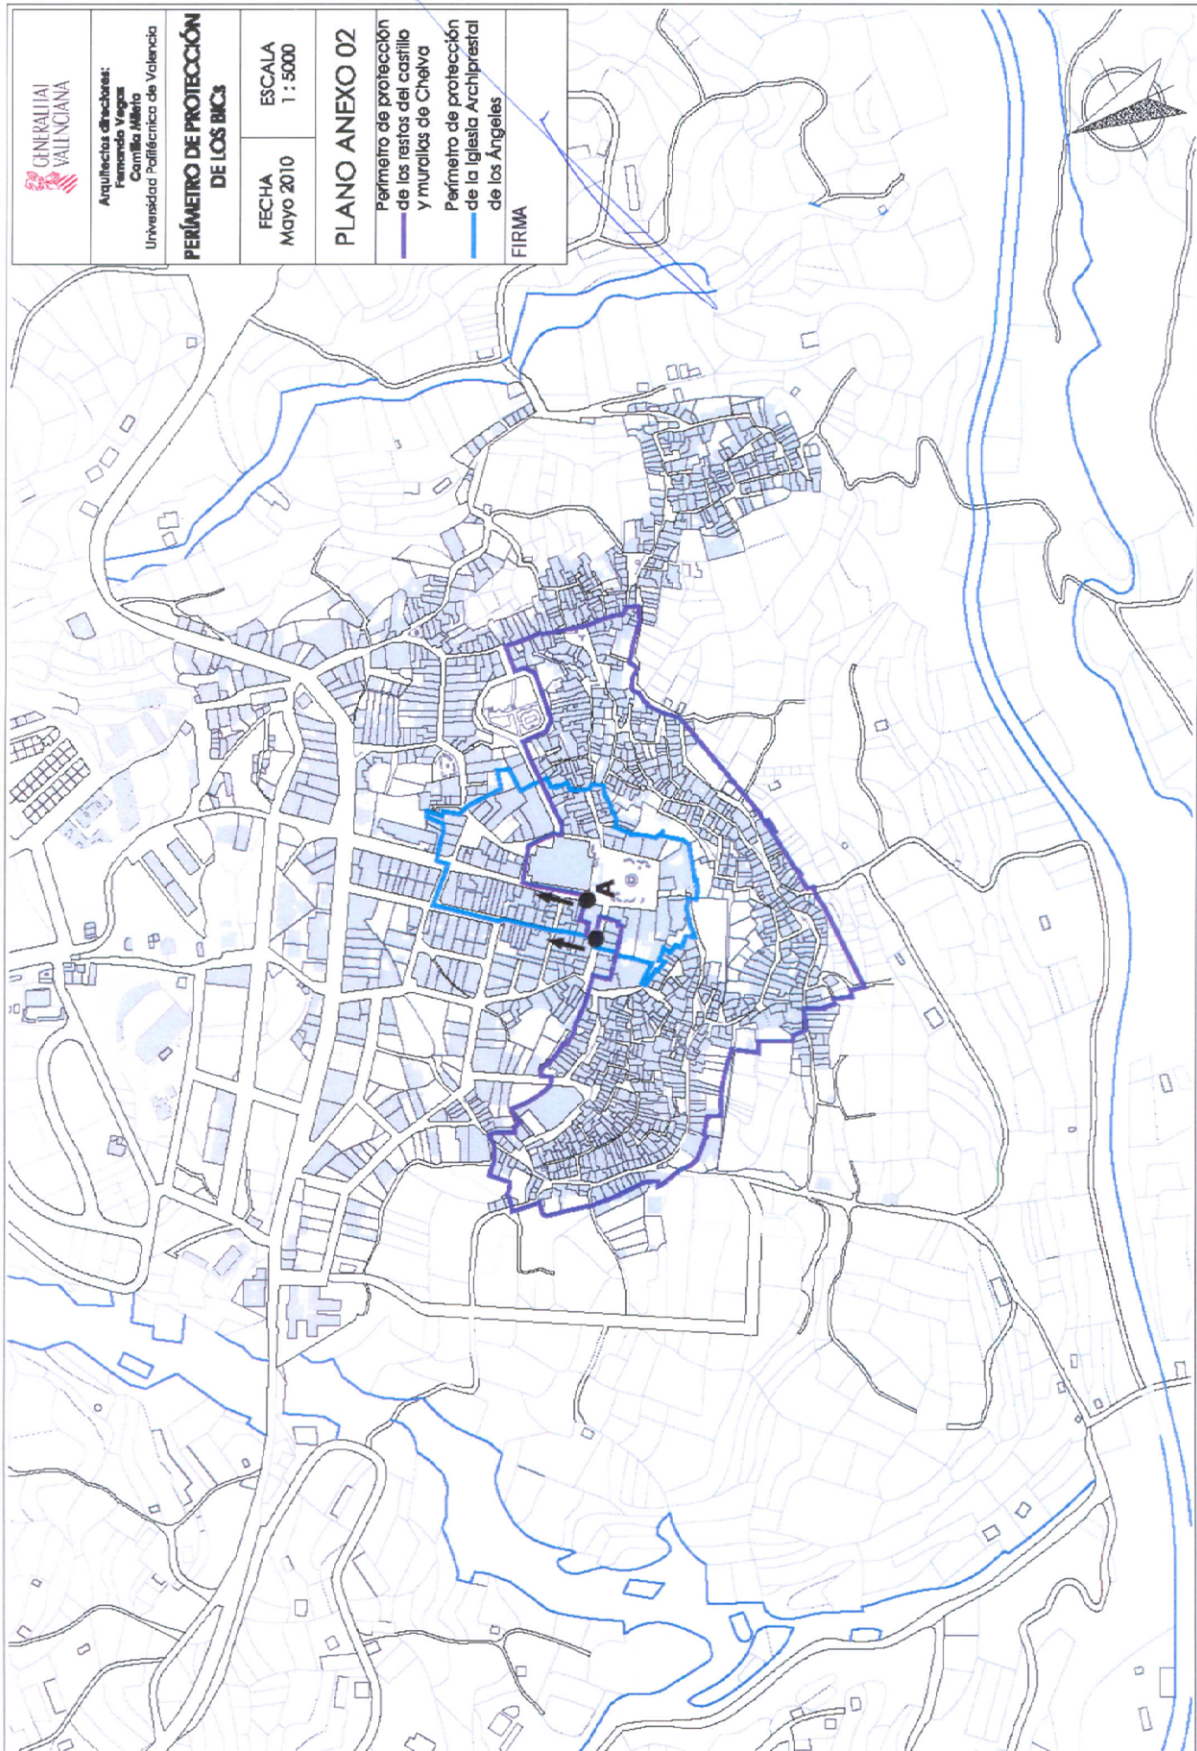 GENERALITAT
VALENCIANA
Arquitectos directores:
Fernando Vegas
Camilla Mileto
Universidad Politécnica de Valencia
PERÍMETRO DE PROTECCIÓN
DE LOS BICs
FECHA
Mayo 2010
ESCALA
1 : 5000
PLANO ANEXO 02
Perímetro de protección
de los restos del castillo
y murallas de Chelva
Perímetro de protección
de la Iglesia Archiprestal
de los Ángeles
FIRMA
A